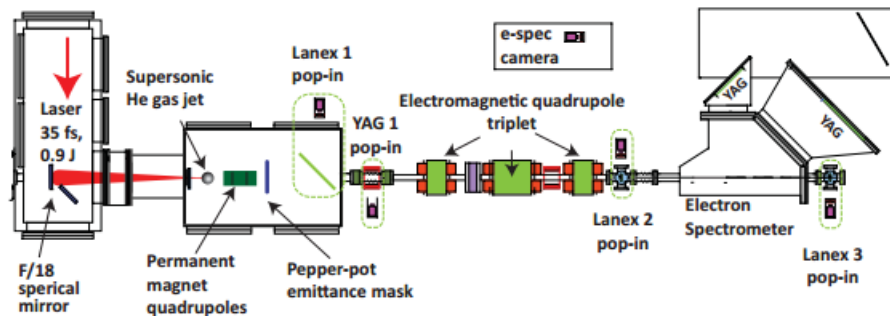 Laser
35 fs,
0.9 J
Supersonic
He gas jet
Lanex 1
pop-in
YAG 1
pop-in
e-spec
camera
Electromagnetic quadrupole
triplet
YAG
YAG
F/18
sperical
mirror
Permanent
magnet
quadrupoles
Pepper-pot
emittance mask
Lanex 2
pop-in
Electron
Spectrometer
Lanex 3
pop-in